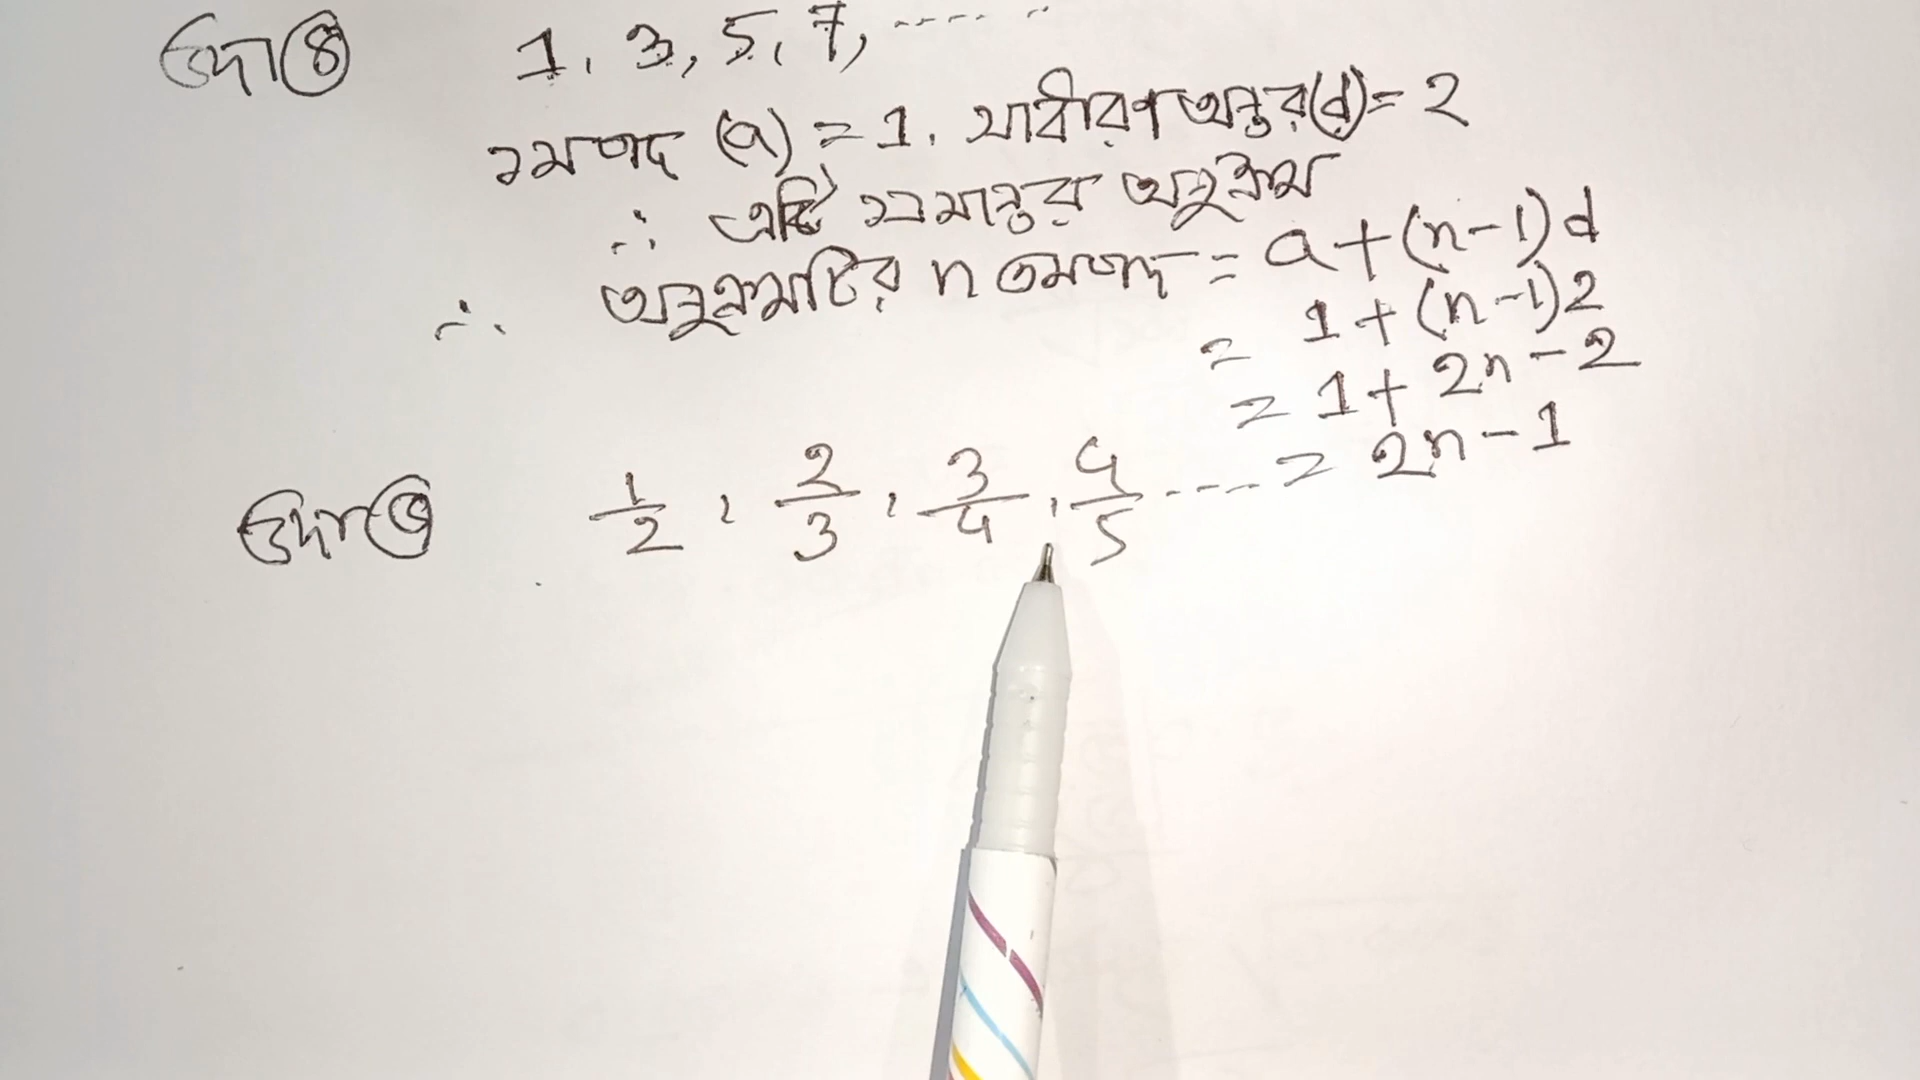 উদা ৪ 1, 3, 5, 7, ........
১ম পদ (a) = 1, সাধারণ অন্তর (d) = 2
∴ এটি সমান্তর অনুক্রম
∴ অনুক্রমটির n তম পদ = a + (n-1) d
= 1 + (n-1) 2
= 1 + 2n - 2
= 2n - 1
উদা ৩ 1/2, 2/3, 3/4, 4/5 ----